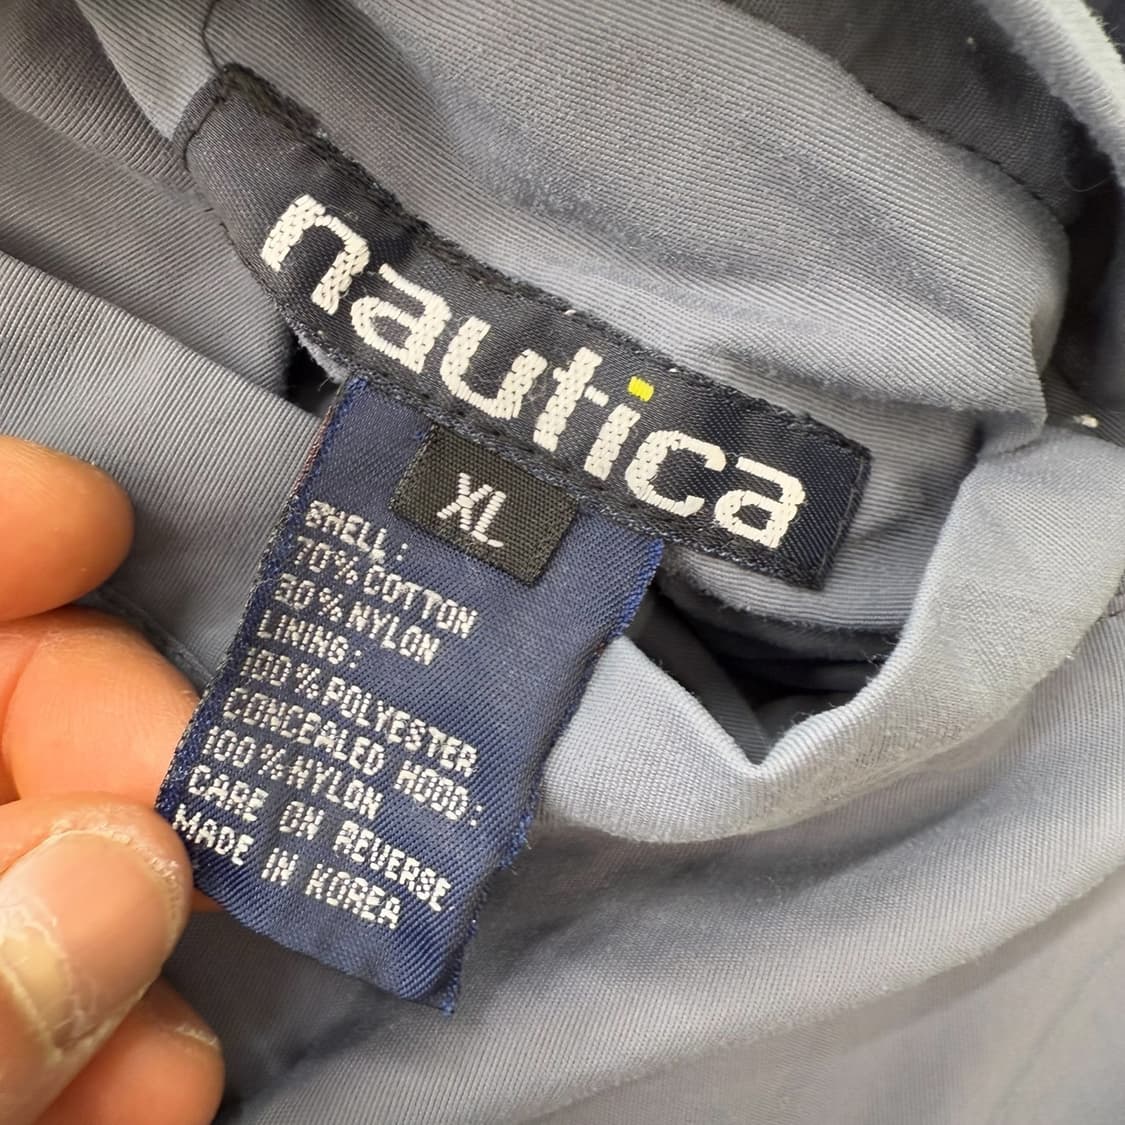 nautica
XL
SHELL:
70% COTTON
30% NYLON
LINING:
100% POLYESTER
CONCEALED HOOD:
100% NYLON
CARE ON REVERSE
MADE IN KOREA